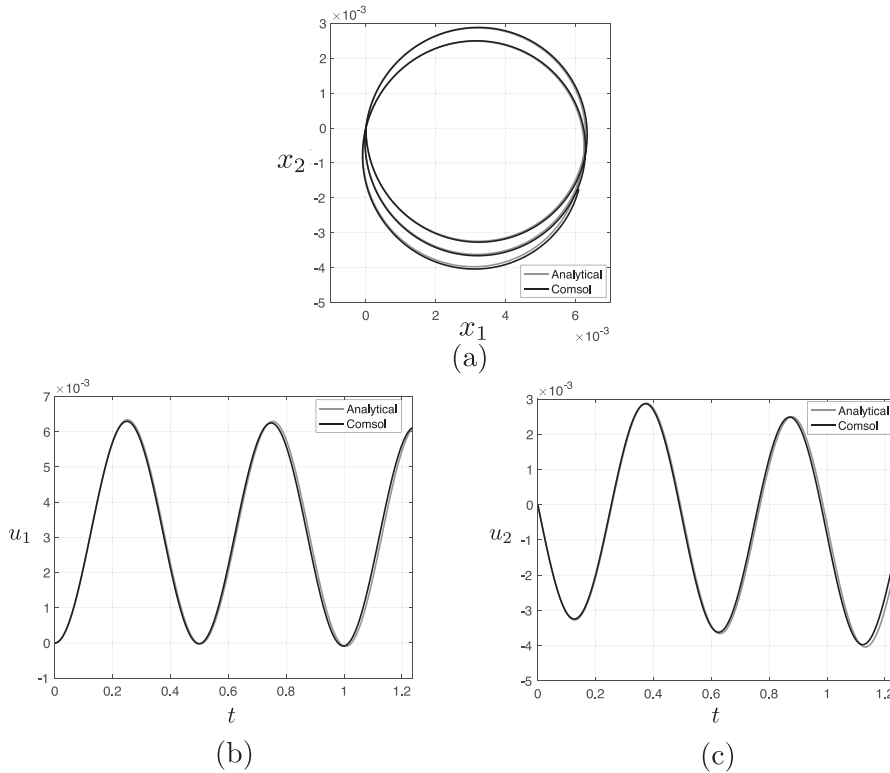 ×10⁻³
3
2
1
0
-1
-2
-3
-4
-5
x₂
Analytical
Comsol
0 2 4 6
x₁ ×10⁻³
(a)
×10⁻³
7
6
5
4
3
2
1
0
-1
u₁
Analytical
Comsol
0 0.2 0.4 0.6 0.8 1 1.2
t
(b)
×10⁻³
3
2
1
0
-1
-2
-3
-4
-5
u₂
Analytical
Comsol
0 0.2 0.4 0.6 0.8 1 1.2
t
(c)